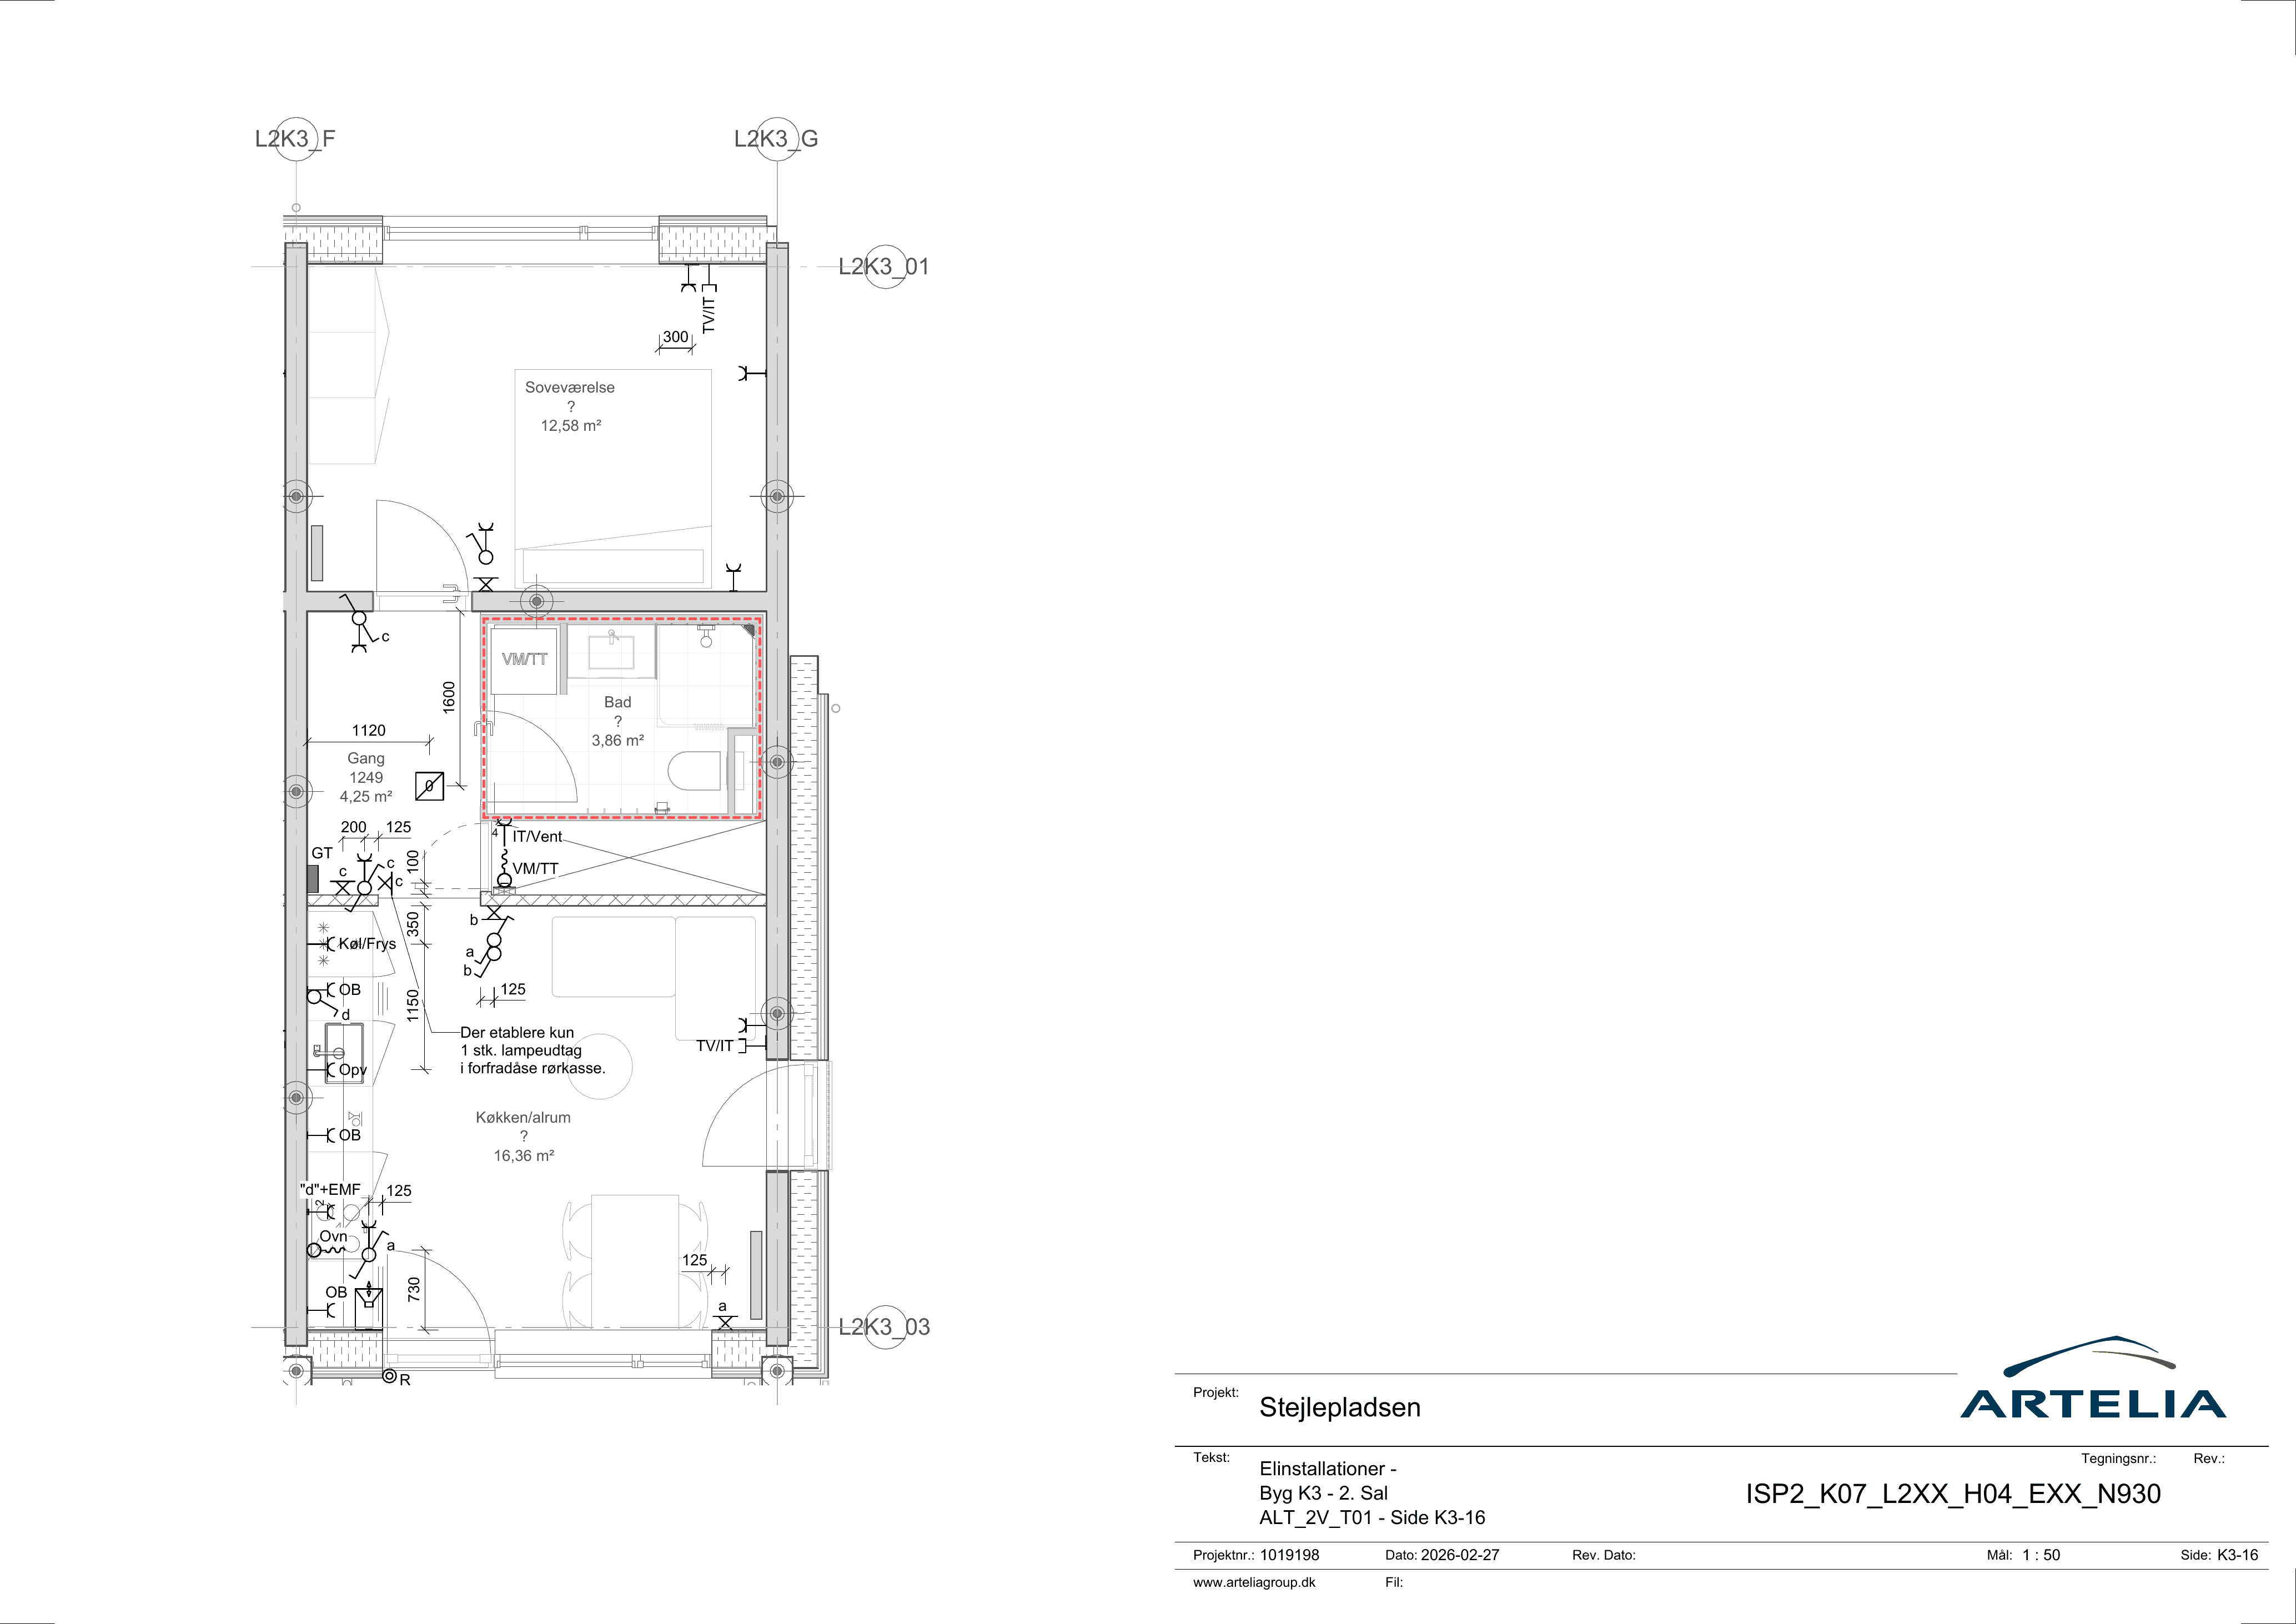 L2K3_F
L2K3_G
L2K3_01
TV/IT
300
Soveværelse
?
12,58 m²
c
VM/TT
1600
Bad
?
3,86 m²
1120
Gang
1249
4,25 m²
0
200
125
4
IT/Vent
GT
c
c
c
100
VM/TT
b
350
Køl/Frys
a
b
OB
125
d
1150
Der etablere kun
1 stk. lampeudtag
i forfradåse rørkasse.
TV/IT
Opv
Køkken/alrum
?
16,36 m²
OB
"d"+EMF
125
2
Ovn
a
125
730
OB
a
L2K3_03
R
ARTELIA
Projekt:
Stejlepladsen
Tekst:
Elinstallationer -
Byg K3 - 2. Sal
ALT_2V_T01 - Side K3-16
Tegningsnr.:
Rev.:
ISP2_K07_L2XX_H04_EXX_N930
Projektnr.: 1019198
Dato: 2026-02-27
Rev. Dato:
Mål: 1 : 50
Side: K3-16
www.arteliagroup.dk
Fil: